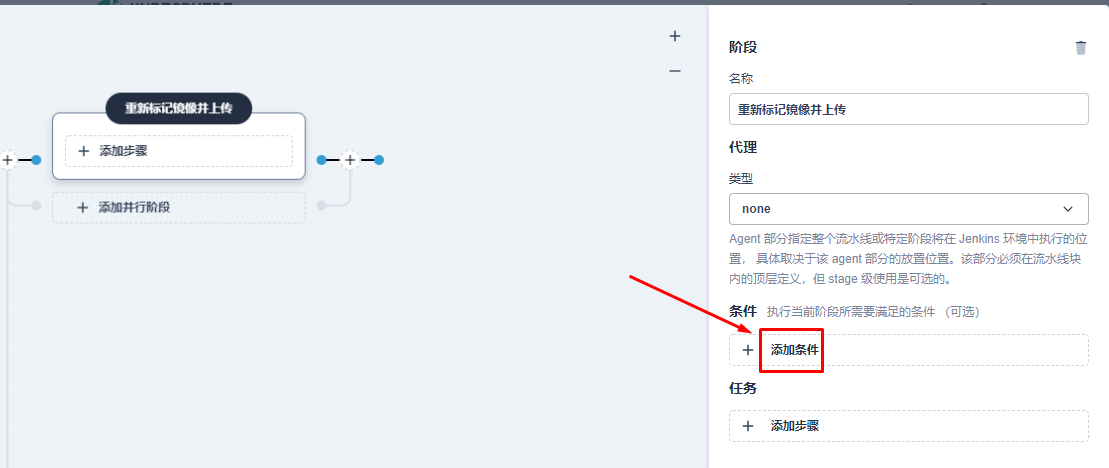 重新标记镜像并上传
添加步骤
添加并行阶段
阶段
名称
重新标记镜像并上传
代理
类型
none
Agent 部分指定整个流水线或特定阶段将在 Jenkins 环境中执行的位
置， 具体取决于该 agent 部分的放置位置。该部分必须在流水线块
内的顶层定义，但 stage 级使用是可选的。
条件 执行当前阶段所需要满足的条件 （可选）
添加条件
任务
添加步骤